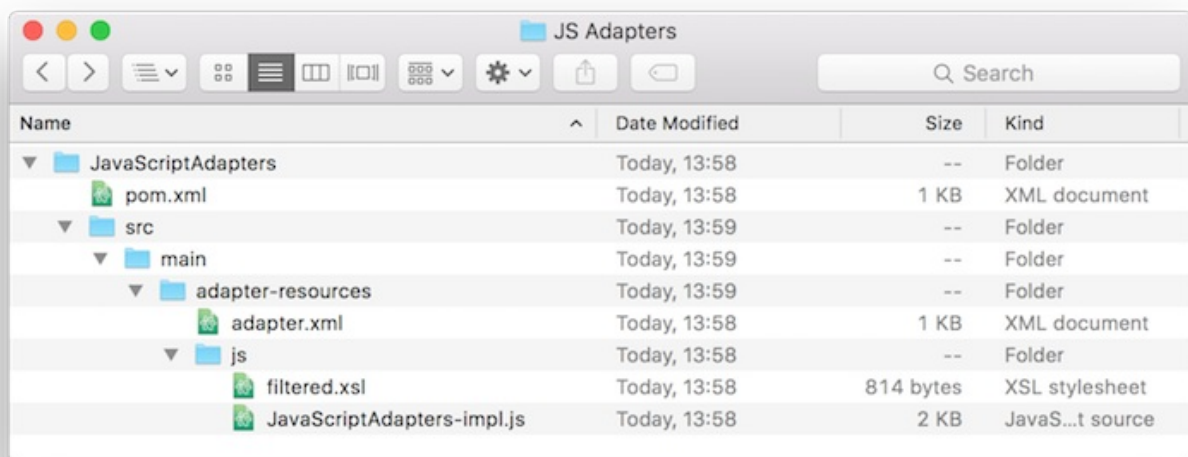 JS Adapters
Search
Name Date Modified Size Kind
JavaScriptAdapters Today, 13:58 -- Folder
pom.xml Today, 13:58 1 KB XML document
src Today, 13:59 -- Folder
main Today, 13:59 -- Folder
adapter-resources Today, 13:59 -- Folder
adapter.xml Today, 13:58 1 KB XML document
js Today, 13:58 -- Folder
filtered.xsl Today, 13:58 814 bytes XSL stylesheet
JavaScriptAdapters-impl.js Today, 13:58 2 KB JavaS...t source